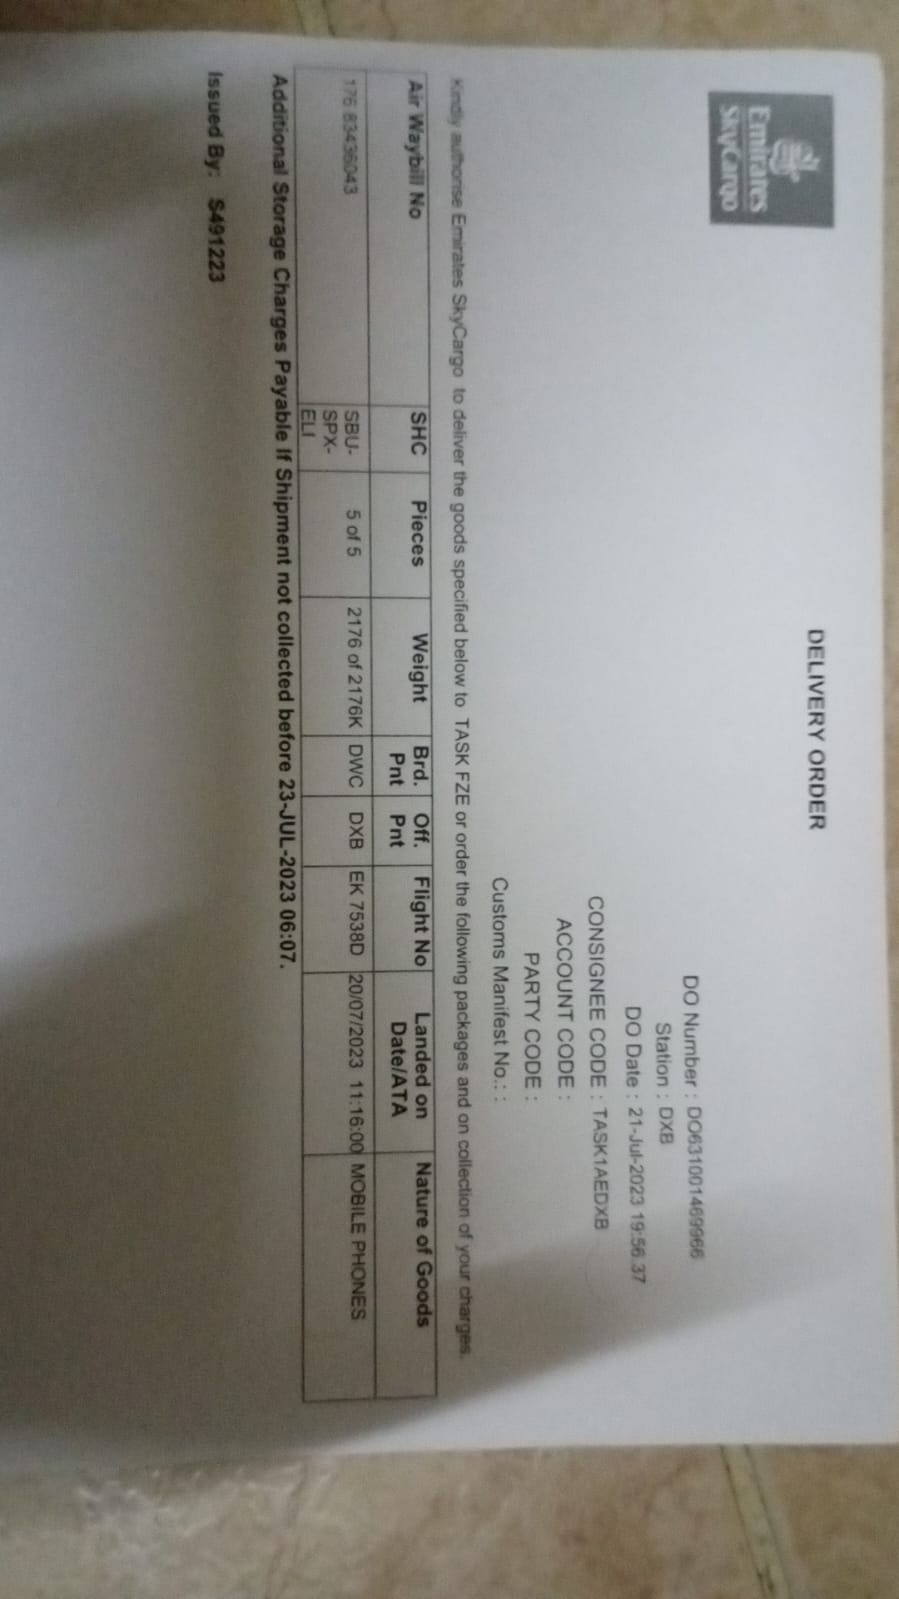 Emirates
SkyCargo
DELIVERY ORDER
DO Number : DO631001469966
Station : DXB
DO Date : 21-Jul-2023 19:56.37
CONSIGNEE CODE : TASK1AEDXB
ACCOUNT CODE :
PARTY CODE :
Customs Manifest No.: :
Kindly authorise Emirates SkyCargo to deliver the goods specified below to TASK FZE or order the following packages and on collection of your charges.
Air Waybill No SHC Pieces Weight Brd. Pnt Off. Pnt Flight No Landed on Date/ATA Nature of Goods
176 83436043 SBU-SPX-ELI 5 of 5 2176 of 2176K DWC DXB EK 7538D 20/07/2023 11:16:00 MOBILE PHONES
Additional Storage Charges Payable If Shipment not collected before 23-JUL-2023 06:07.
Issued By: S491223